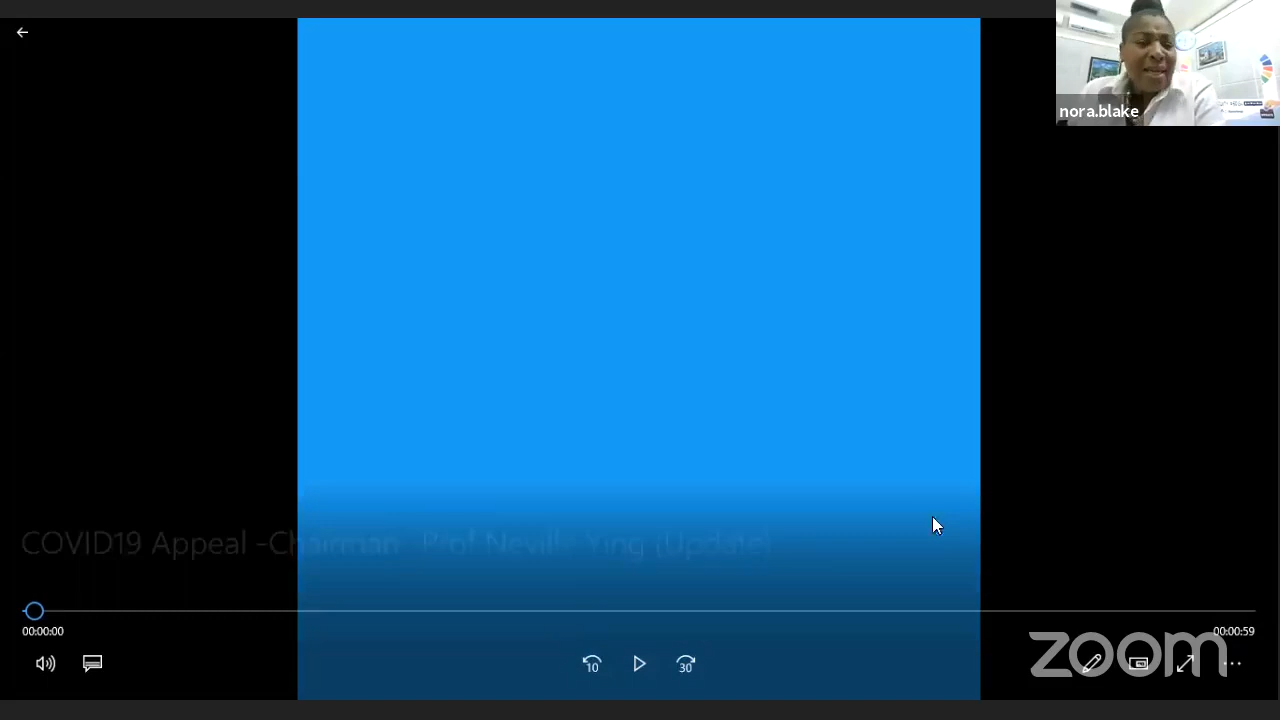 nora.blake
COVID19 Appeal -Chairman Prof Neville Ying (Update)
00:00:00
00:00:59
10
30
zoom